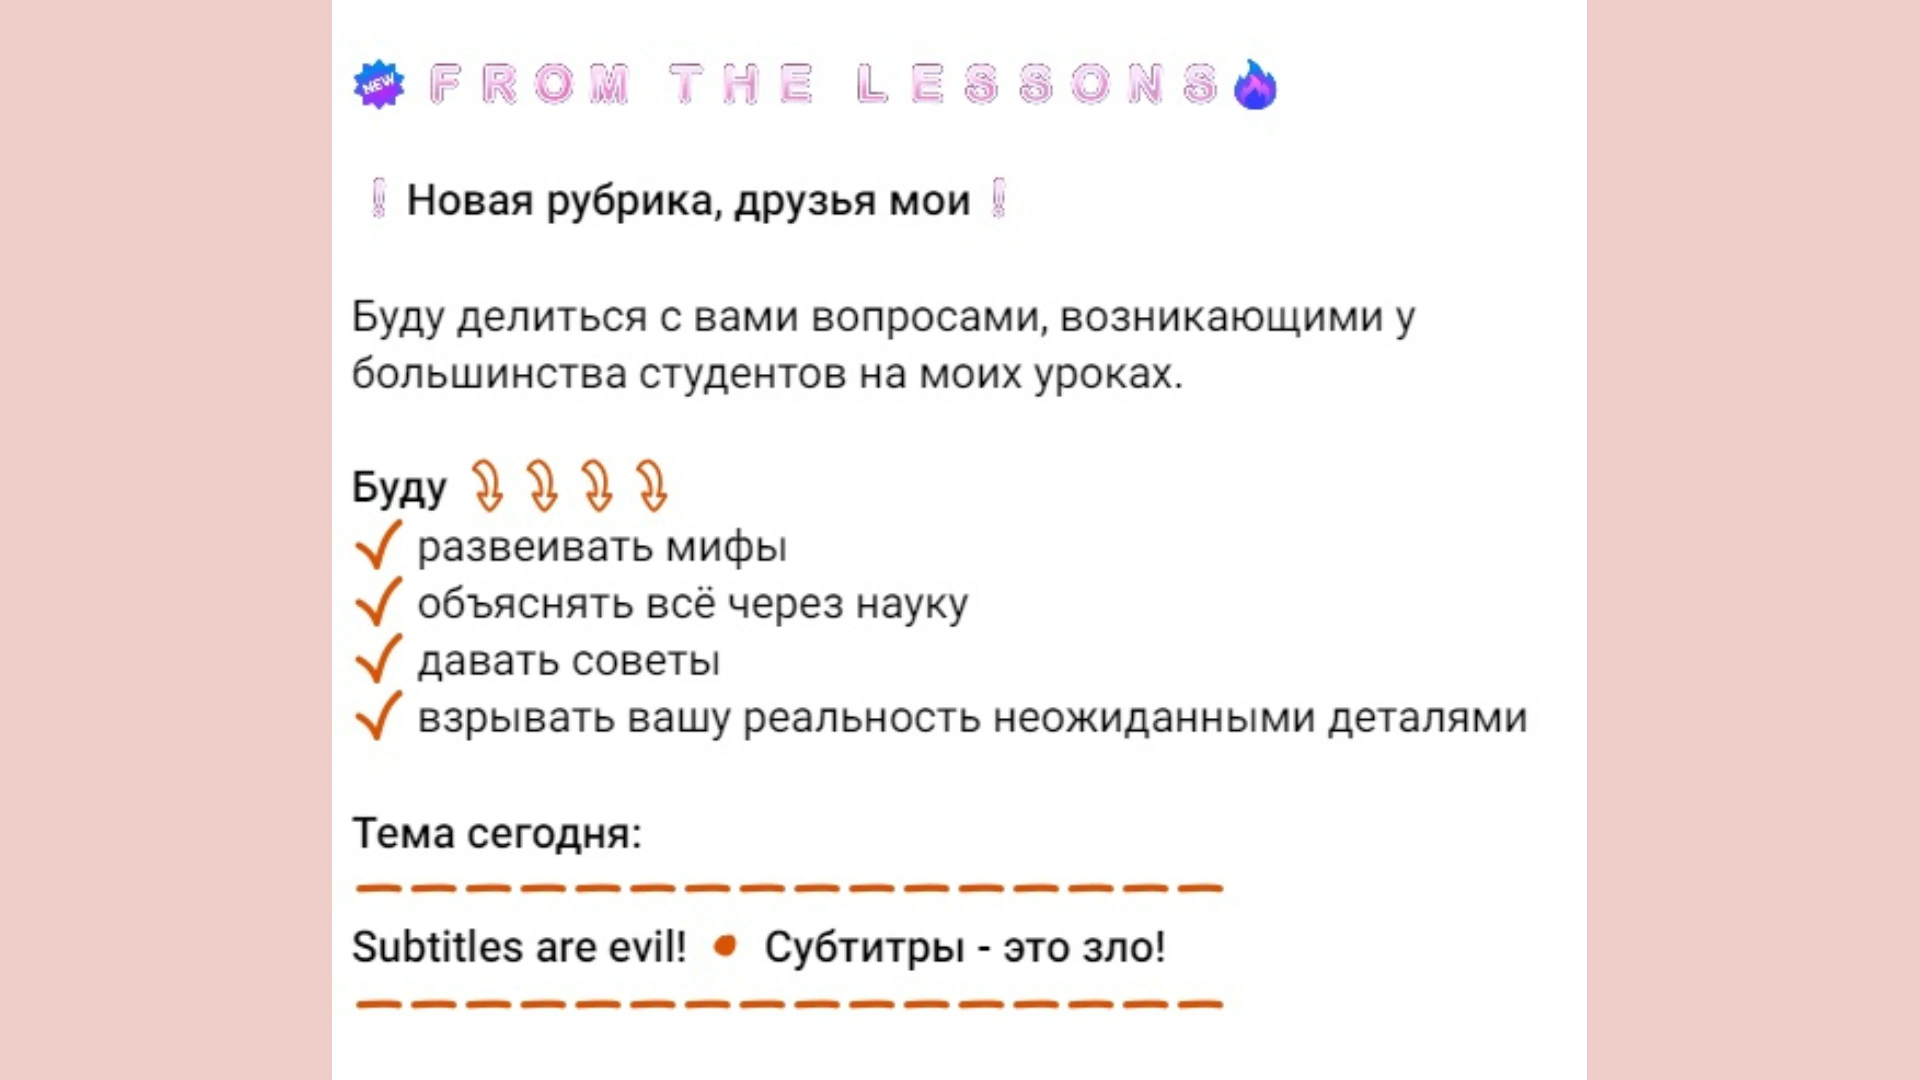 NEW FROM THE LESSONS
! Новая рубрика, друзья мои !
Буду делиться с вами вопросами, возникающими у
большинства студентов на моих уроках.
Буду
развеивать мифы
объяснять всё через науку
давать советы
взрывать вашу реальность неожиданными деталями
Тема сегодня:
Subtitles are evil! • Субтитры - это зло!